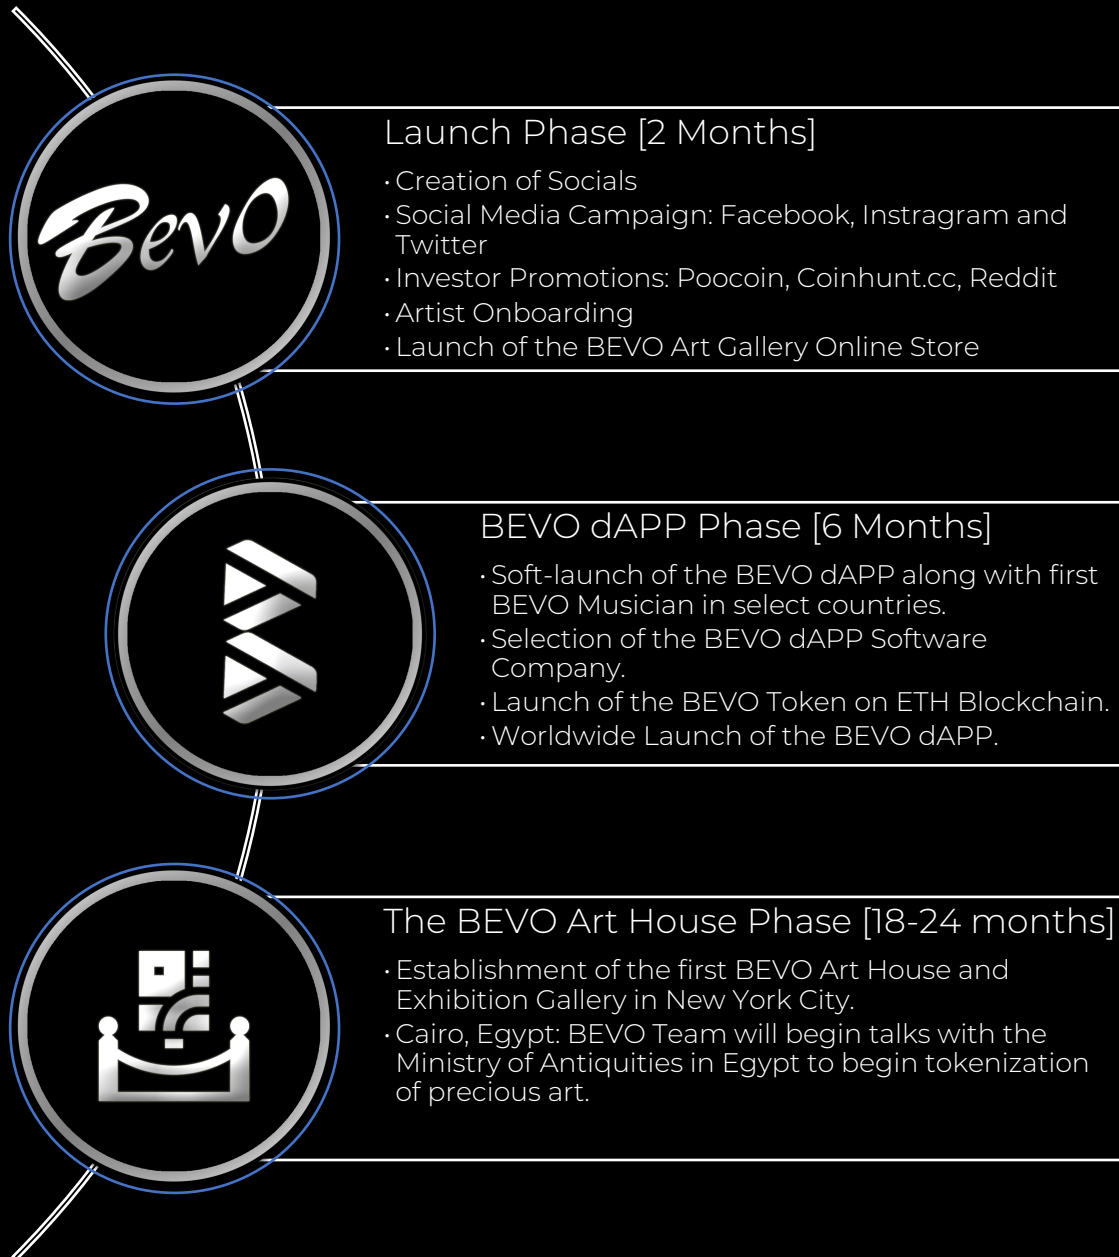 BevO
Launch Phase [2 Months]
· Creation of Socials
· Social Media Campaign: Facebook, Instragram and
Twitter
· Investor Promotions: Poocoin, Coinhunt.cc, Reddit
· Artist Onboarding
· Launch of the BEVO Art Gallery Online Store
BEVO dAPP Phase [6 Months]
· Soft-launch of the BEVO dAPP along with first
BEVO Musician in select countries.
· Selection of the BEVO dAPP Software
Company.
· Launch of the BEVO Token on ETH Blockchain.
· Worldwide Launch of the BEVO dAPP.
The BEVO Art House Phase [18-24 months]
· Establishment of the first BEVO Art House and
Exhibition Gallery in New York City.
· Cairo, Egypt: BEVO Team will begin talks with the
Ministry of Antiquities in Egypt to begin tokenization
of precious art.